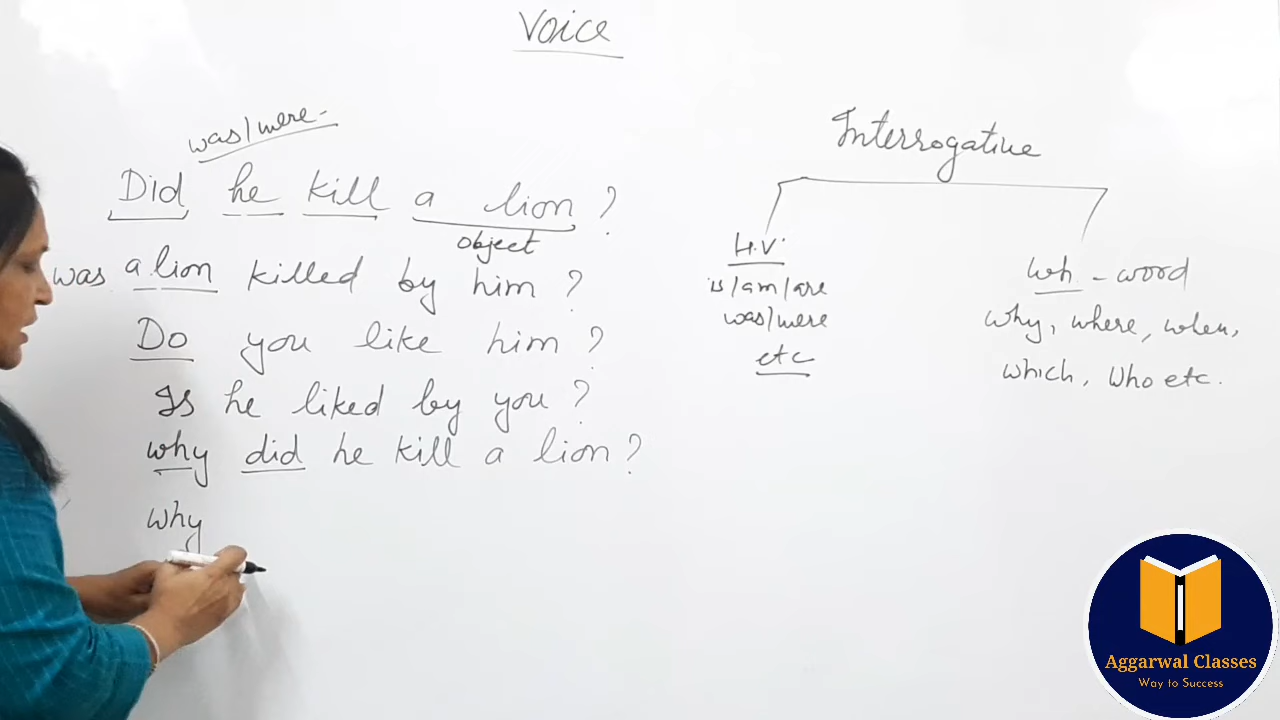 Voice
was/were-
Did he kill a lion ?
object
was a lion killed by him ?
Do you like him ?
Is he liked by you ?
why did he kill a lion ?
why
Interrogative
H.V.
is/am/are
was/were
etc
wh - word
why, where, when,
which, Who etc.
Aggarwal Classes
Way to Success